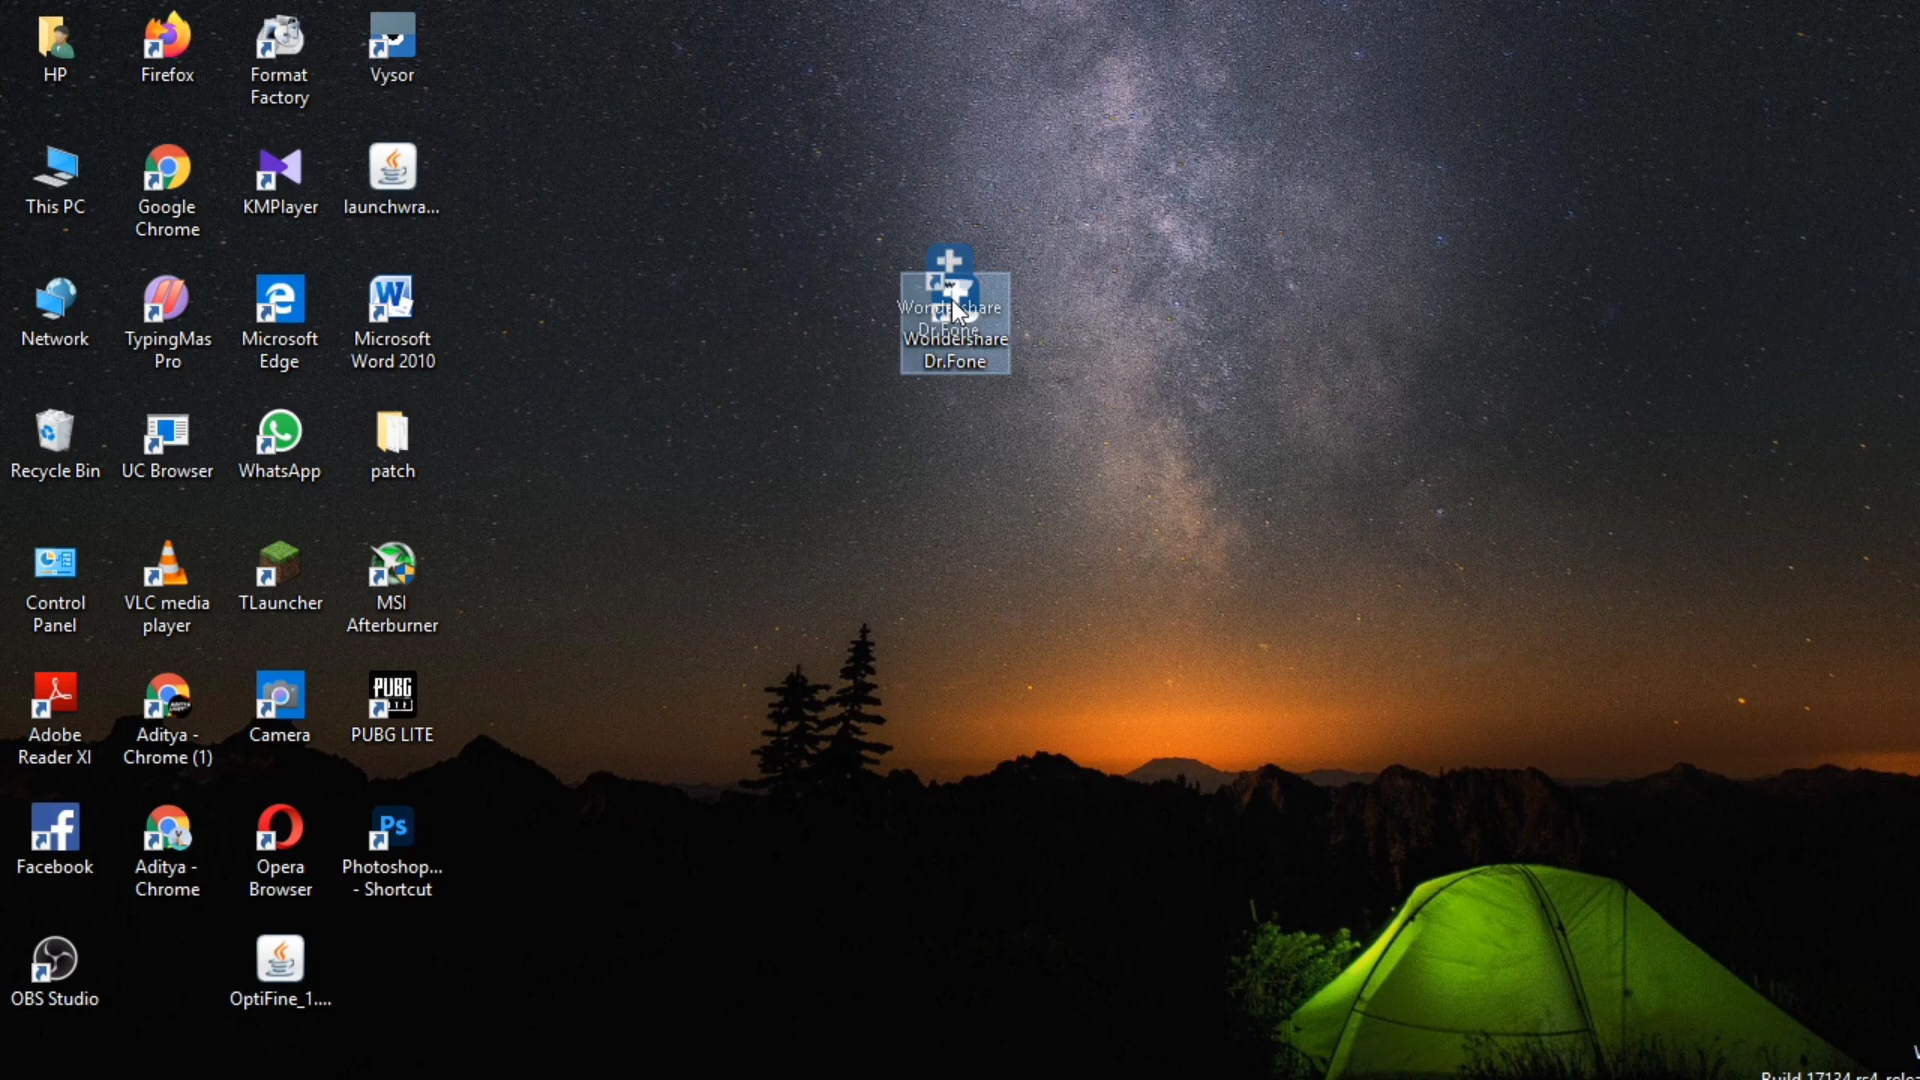 HP
Firefox
Format
Factory
Vysor
This PC
Google
Chrome
KMPlayer
launchwra...
Wondershare
Dr.Fone
Wondershare
Dr.Fone
Network
TypingMas
Pro
Microsoft
Edge
Microsoft
Word 2010
Recycle Bin
UC Browser
WhatsApp
patch
Control
Panel
VLC media
player
TLauncher
MSI
Afterburner
PUBG
Adobe
Reader XI
Aditya -
Chrome (1)
Camera
PUBG LITE
Ps
Facebook
Aditya -
Chrome
Opera
Browser
Photoshop...
- Shortcut
OBS Studio
OptiFine_1....